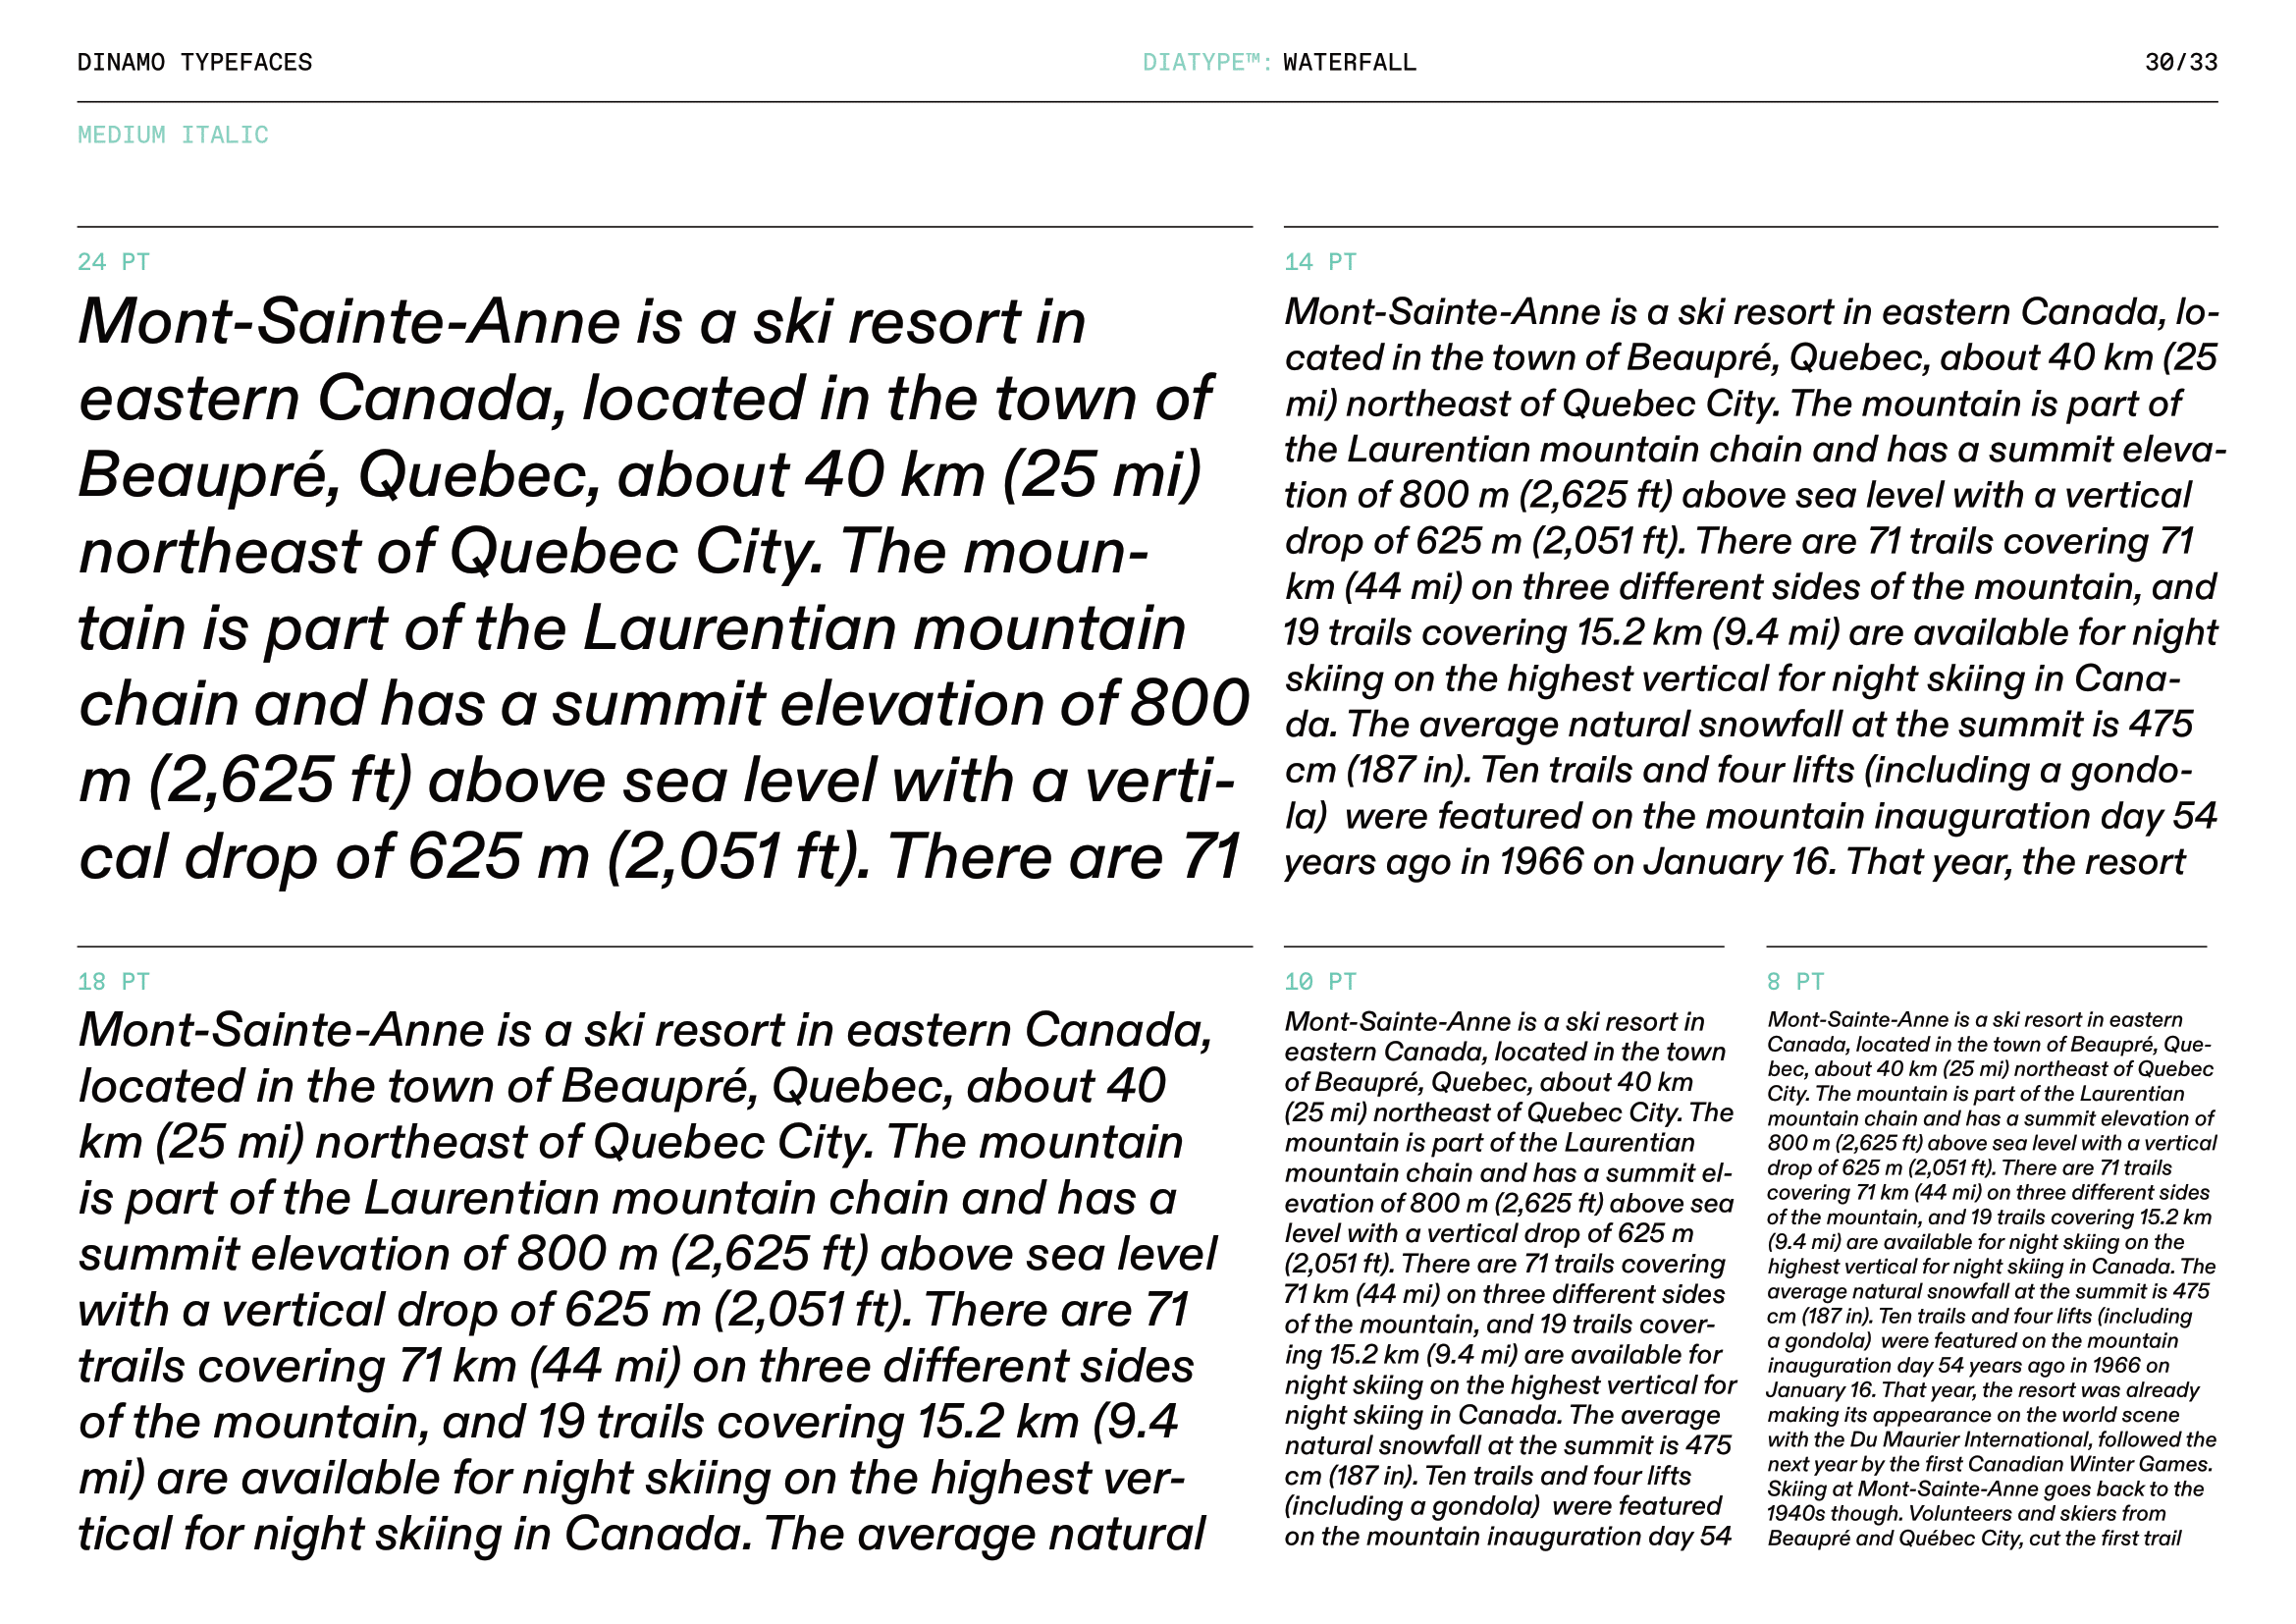 DINAMO TYPEFACES
DIATYPE™: WATERFALL
30/33
MEDIUM ITALIC
24 PT
Mont-Sainte-Anne is a ski resort in
eastern Canada, located in the town of
Beaupré, Quebec, about 40 km (25 mi)
northeast of Quebec City. The moun-
tain is part of the Laurentian mountain
chain and has a summit elevation of 800
m (2,625 ft) above sea level with a verti-
cal drop of 625 m (2,051 ft). There are 71
14 PT
Mont-Sainte-Anne is a ski resort in eastern Canada, lo-
cated in the town of Beaupré, Quebec, about 40 km (25
mi) northeast of Quebec City. The mountain is part of
the Laurentian mountain chain and has a summit eleva-
tion of 800 m (2,625 ft) above sea level with a vertical
drop of 625 m (2,051 ft). There are 71 trails covering 71
km (44 mi) on three different sides of the mountain, and
19 trails covering 15.2 km (9.4 mi) are available for night
skiing on the highest vertical for night skiing in Cana-
da. The average natural snowfall at the summit is 475
cm (187 in). Ten trails and four lifts (including a gondo-
la)  were featured on the mountain inauguration day 54
years ago in 1966 on January 16. That year, the resort
18 PT
Mont-Sainte-Anne is a ski resort in eastern Canada,
located in the town of Beaupré, Quebec, about 40
km (25 mi) northeast of Quebec City. The mountain
is part of the Laurentian mountain chain and has a
summit elevation of 800 m (2,625 ft) above sea level
with a vertical drop of 625 m (2,051 ft). There are 71
trails covering 71 km (44 mi) on three different sides
of the mountain, and 19 trails covering 15.2 km (9.4
mi) are available for night skiing on the highest ver-
tical for night skiing in Canada. The average natural
10 PT
Mont-Sainte-Anne is a ski resort in
eastern Canada, located in the town
of Beaupré, Quebec, about 40 km
(25 mi) northeast of Quebec City. The
mountain is part of the Laurentian
mountain chain and has a summit el-
evation of 800 m (2,625 ft) above sea
level with a vertical drop of 625 m
(2,051 ft). There are 71 trails covering
71 km (44 mi) on three different sides
of the mountain, and 19 trails cover-
ing 15.2 km (9.4 mi) are available for
night skiing on the highest vertical for
night skiing in Canada. The average
natural snowfall at the summit is 475
cm (187 in). Ten trails and four lifts
(including a gondola)  were featured
on the mountain inauguration day 54
8 PT
Mont-Sainte-Anne is a ski resort in eastern
Canada, located in the town of Beaupré, Que-
bec, about 40 km (25 mi) northeast of Quebec
City. The mountain is part of the Laurentian
mountain chain and has a summit elevation of
800 m (2,625 ft) above sea level with a vertical
drop of 625 m (2,051 ft). There are 71 trails
covering 71 km (44 mi) on three different sides
of the mountain, and 19 trails covering 15.2 km
(9.4 mi) are available for night skiing on the
highest vertical for night skiing in Canada. The
average natural snowfall at the summit is 475
cm (187 in). Ten trails and four lifts (including
a gondola)  were featured on the mountain
inauguration day 54 years ago in 1966 on
January 16. That year, the resort was already
making its appearance on the world scene
with the Du Maurier International, followed the
next year by the first Canadian Winter Games.
Skiing at Mont-Sainte-Anne goes back to the
1940s though. Volunteers and skiers from
Beaupré and Québec City, cut the first trail